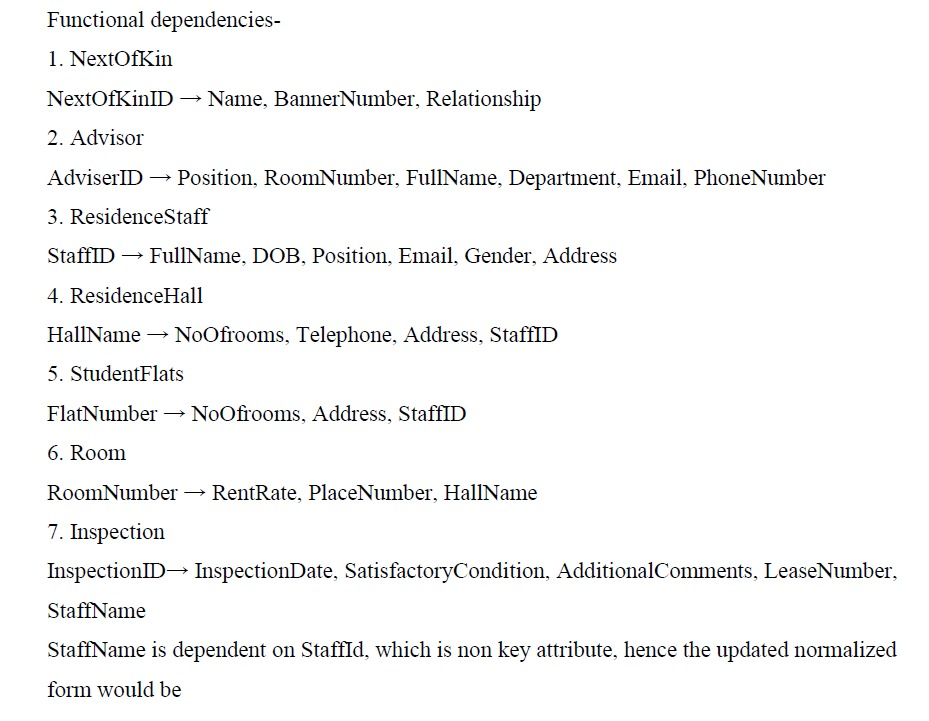 Functional dependencies-
1. NextOfKin
NextOfKinID → Name, BannerNumber, Relationship
2. Advisor
AdviserID → Position, RoomNumber, FullName, Department, Email, PhoneNumber
3. ResidenceStaff
StaffID → FullName, DOB, Position, Email, Gender, Address
4. ResidenceHall
HallName → NoOfrooms, Telephone, Address, StaffID
5. StudentFlats
FlatNumber → NoOfrooms, Address, StaffID
6. Room
RoomNumber → RentRate, PlaceNumber, HallName
7. Inspection
InspectionID→ InspectionDate, SatisfactoryCondition, AdditionalComments, LeaseNumber,
StaffName
StaffName is dependent on StaffId, which is non key attribute, hence the updated normalized
form would be